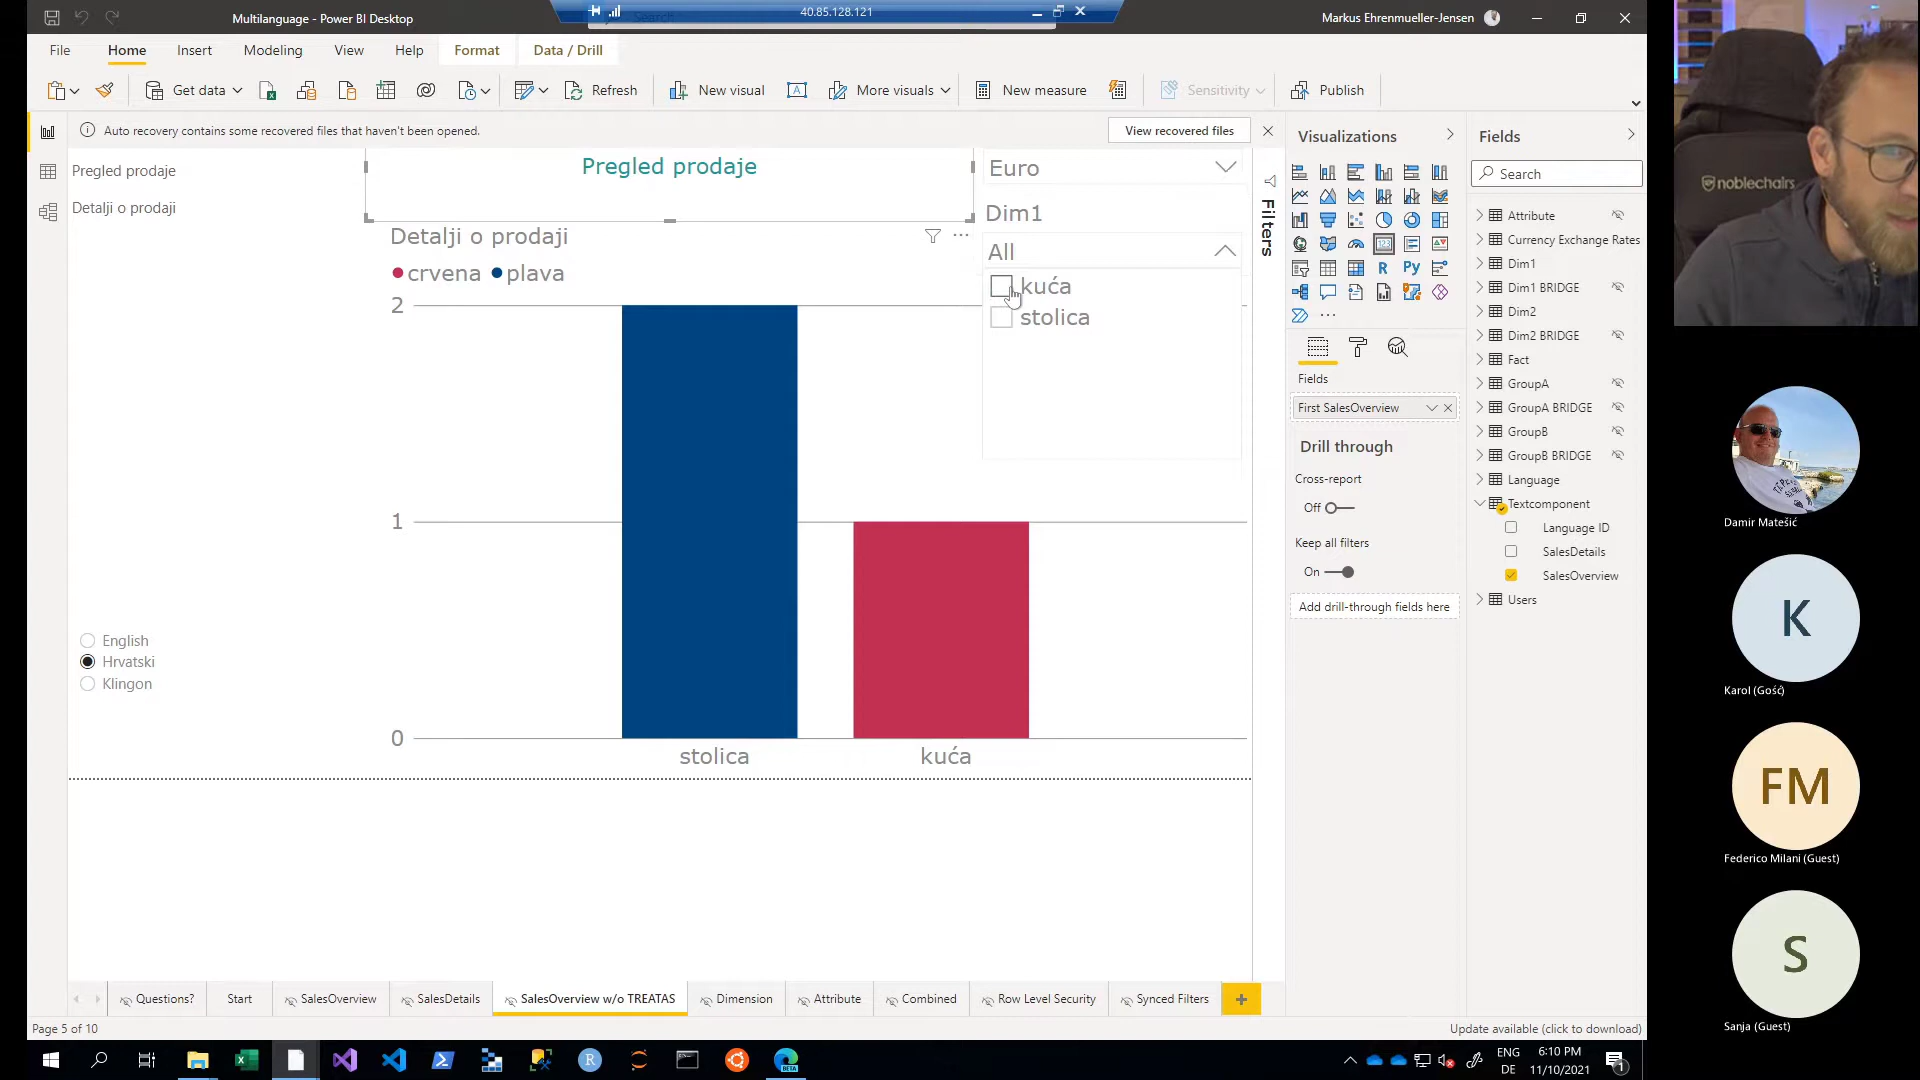 Multilanguage - Power BI Desktop
40.85.128.121
Markus Ehrenmueller-Jensen
File
Home
Insert
Modeling
View
Help
Format
Data / Drill
Get data
Refresh
New visual
More visuals
New measure
Sensitivity
Publish
Auto recovery contains some recovered files that haven't been opened.
View recovered files
Pregled prodaje
Detalji o prodaji
Pregled prodaje
Detalji o prodaji
crvena
plava
2
1
0
stolica
kuća
Euro
Dim1
All
kuća
stolica
English
Hrvatski
Klingon
Filters
Visualizations
123
R
Py
Fields
First SalesOverview
Drill through
Cross-report
Off
Keep all filters
On
Add drill-through fields here
Fields
Search
Attribute
Currency Exchange Rates
Dim1
Dim1 BRIDGE
Dim2
Dim2 BRIDGE
Fact
GroupA
GroupA BRIDGE
GroupB
GroupB BRIDGE
Language
Textcomponent
Language ID
SalesDetails
SalesOverview
Users
Questions?
Start
SalesOverview
SalesDetails
SalesOverview w/o TREATAS
Dimension
Attribute
Combined
Row Level Security
Synced Filters
Page 5 of 10
Update available (click to download)
R
BETA
ENG
DE
6:10 PM
11/10/2021
1
noblechairs
Damir Matešić
K
Karol (Gość)
FM
Federico Milani (Guest)
S
Sanja (Guest)